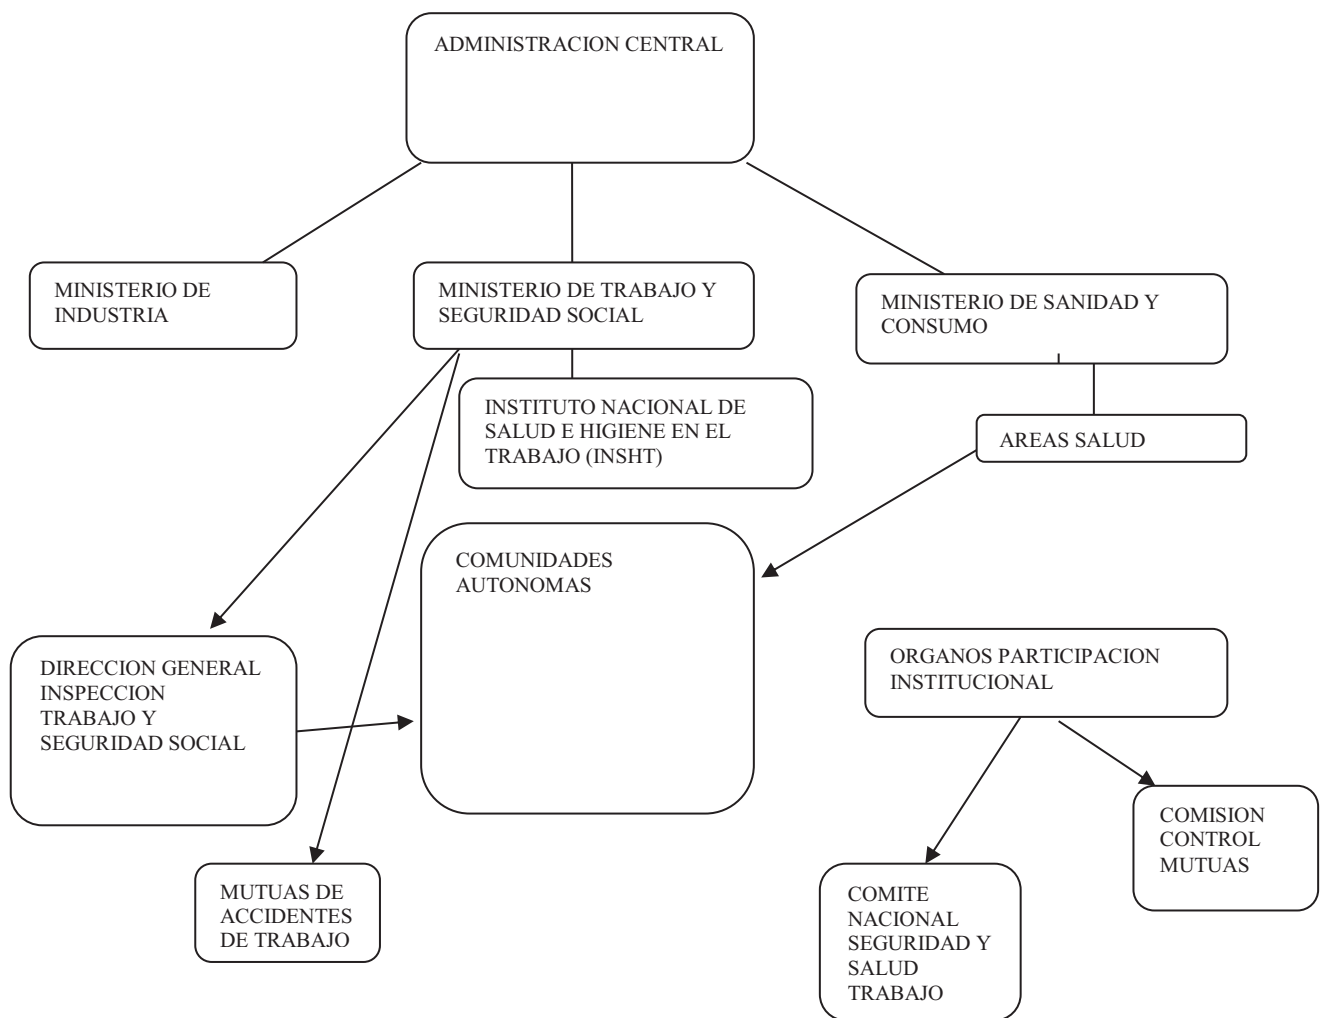 ADMINISTRACION CENTRAL
MINISTERIO DE
INDUSTRIA
MINISTERIO DE TRABAJO Y
SEGURIDAD SOCIAL
MINISTERIO DE SANIDAD Y
CONSUMO
INSTITUTO NACIONAL DE
SALUD E HIGIENE EN EL
TRABAJO (INSHT)
AREAS SALUD
COMUNIDADES
AUTONOMAS
DIRECCION GENERAL
INSPECCION
TRABAJO Y
SEGURIDAD SOCIAL
ORGANOS PARTICIPACION
INSTITUCIONAL
MUTUAS DE
ACCIDENTES
DE TRABAJO
COMITE
NACIONAL
SEGURIDAD Y
SALUD
TRABAJO
COMISION
CONTROL
MUTUAS